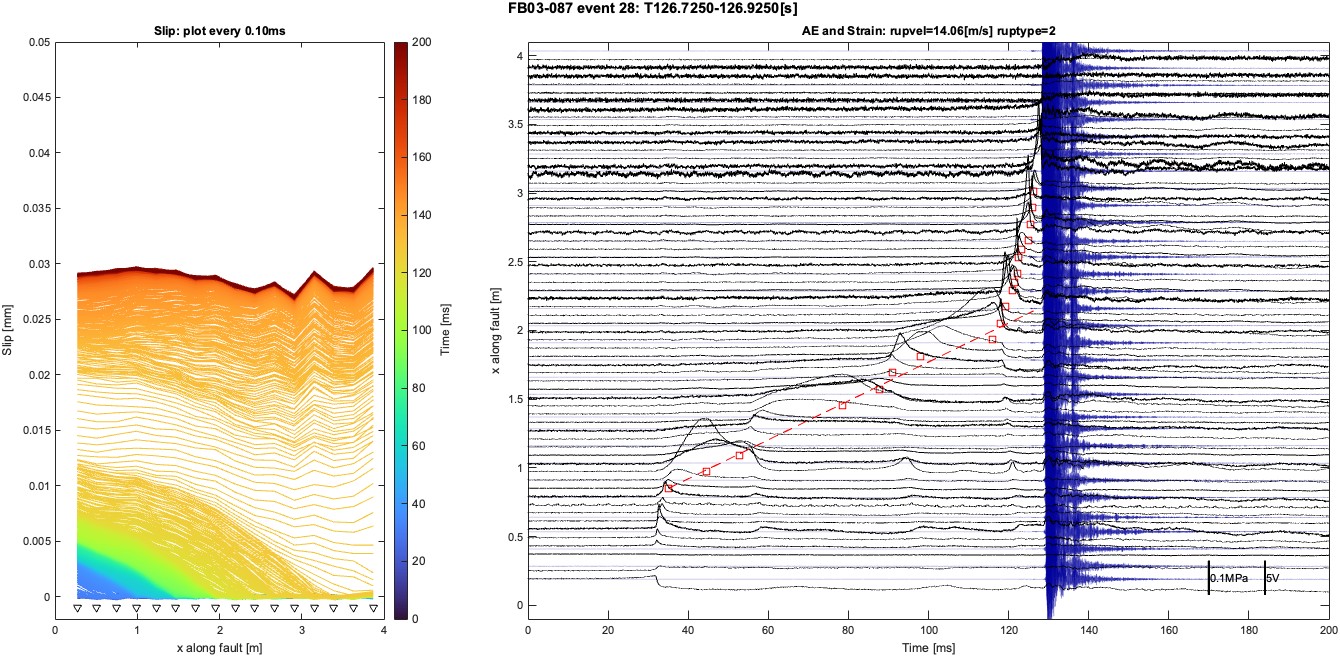 FB03-087 event 28: T126.7250-126.9250[s]
Slip: plot every 0.10ms
0.05
0.045
0.04
0.035
0.03
0.025
0.02
0.015
0.01
0.005
0
0 1 2 3 4
x along fault [m]
Slip [mm]
200
180
160
140
120
100
80
60
40
20
0
Time [ms]
AE and Strain: rupvel=14.06[m/s] ruptype=2
4
3.5
3
2.5
2
1.5
1
0.5
0
x along fault [m]
0.1MPa 5V
0 20 40 60 80 100 120 140 160 180 200
Time [ms]